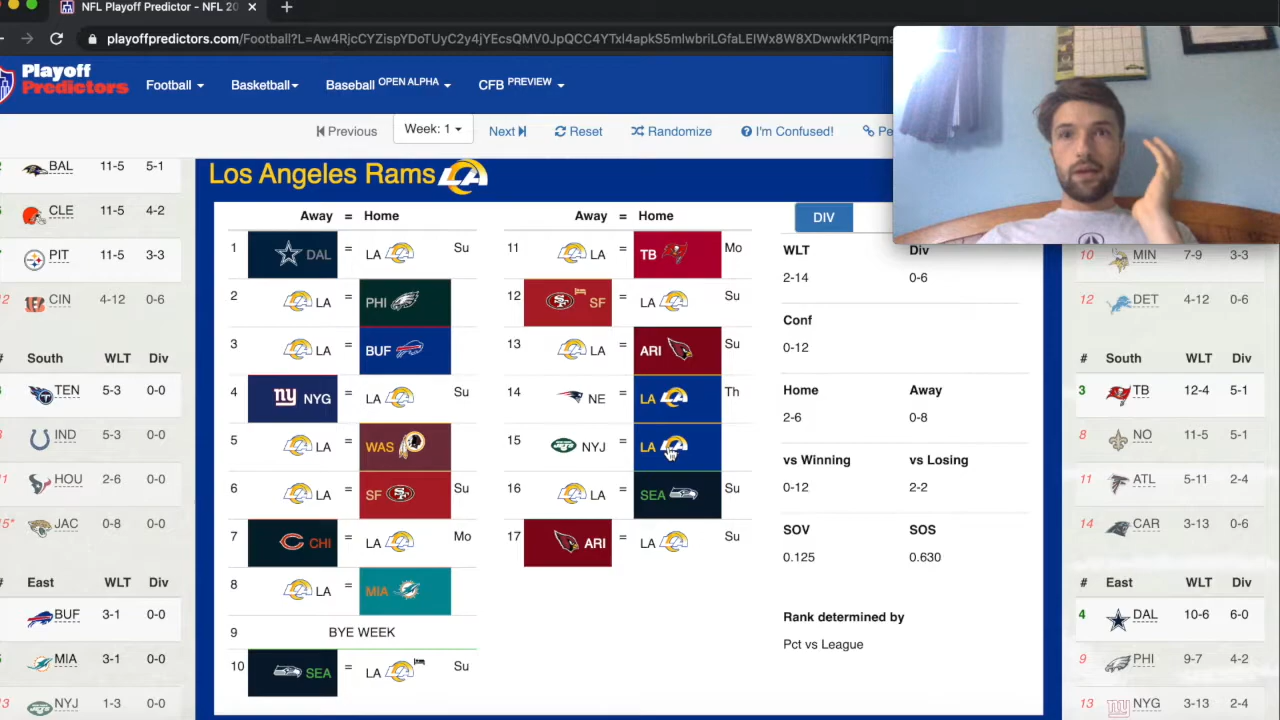 NFL Playoff Predictor - NFL 20
playoffpredictors.com/Football?L=Aw4RjcCYZispYDoTUyC2y4jYEcsQMV0JpQCC4YTxl4apkS5mlwbriLGfaLElWx8W8XDwwkK1Pqma
Playoff
Predictors
Football
Basketball
Baseball OPEN ALPHA
CFB PREVIEW
Previous
Week: 1
Next
Reset
Randomize
I'm Confused!
Pe
BAL 11-5 5-1
CLE 11-5 4-2
PIT 11-5 3-3
12 CIN 4-12 0-6
# South WLT Div
TEN 5-3 0-0
IND 5-3 0-0
HOU 2-6 0-0
15* JAC 0-8 0-0
# East WLT Div
BUF 3-1 0-0
MIA 3-1 0-0
13 NYJ 1-3 0-0
Los Angeles Rams
Away = Home
1 DAL = LA Su
2 LA = PHI
3 LA = BUF
4 NYG = LA Su
5 LA = WAS
6 LA = SF Su
7 CHI = LA Mo
8 LA = MIA
9 BYE WEEK
10 SEA = LA Su
Away = Home
11 LA = TB Mo
12 SF = LA Su
13 LA = ARI Su
14 NE = LA Th
15 NYJ = LA
16 LA = SEA Su
17 ARI = LA Su
DIV
WLT Div
2-14 0-6
Conf
0-12
Home Away
2-6 0-8
vs Winning vs Losing
0-12 2-2
SOV SOS
0.125 0.630
Rank determined by
Pct vs League
10 MIN 7-9 3-3
12 DET 4-12 0-6
# South WLT Div
3 TB 12-4 5-1
8 NO 11-5 5-1
11 ATL 5-11 2-4
14 CAR 3-13 0-6
# East WLT Div
4 DAL 10-6 6-0
9 PHI 9-7 4-2
13 NYG 3-13 2-4